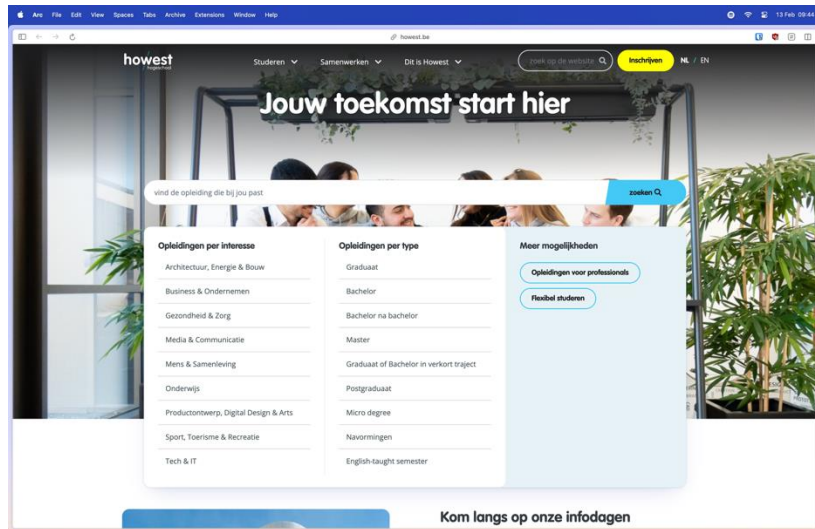 Arc File Edit View Spaces Tabs Archive Extensions Window Help
13 Feb 09:44
howest.be
howest
hogeschool
Studeren Samenwerken Dit is Howest
zoek op de website
Inschrijven
NL / EN
Jouw toekomst start hier
vind de opleiding die bij jou past
zoeken
Opleidingen per interesse
Architectuur, Energie & Bouw
Business & Ondernemen
Gezondheid & Zorg
Media & Communicatie
Mens & Samenleving
Onderwijs
Productontwerp, Digital Design & Arts
Sport, Toerisme & Recreatie
Tech & IT
Opleidingen per type
Graduaat
Bachelor
Bachelor na bachelor
Master
Graduaat of Bachelor in verkort traject
Postgraduaat
Micro degree
Navormingen
English-taught semester
Meer mogelijkheden
Opleidingen voor professionals
Flexibel studeren
Kom langs op onze infodagen